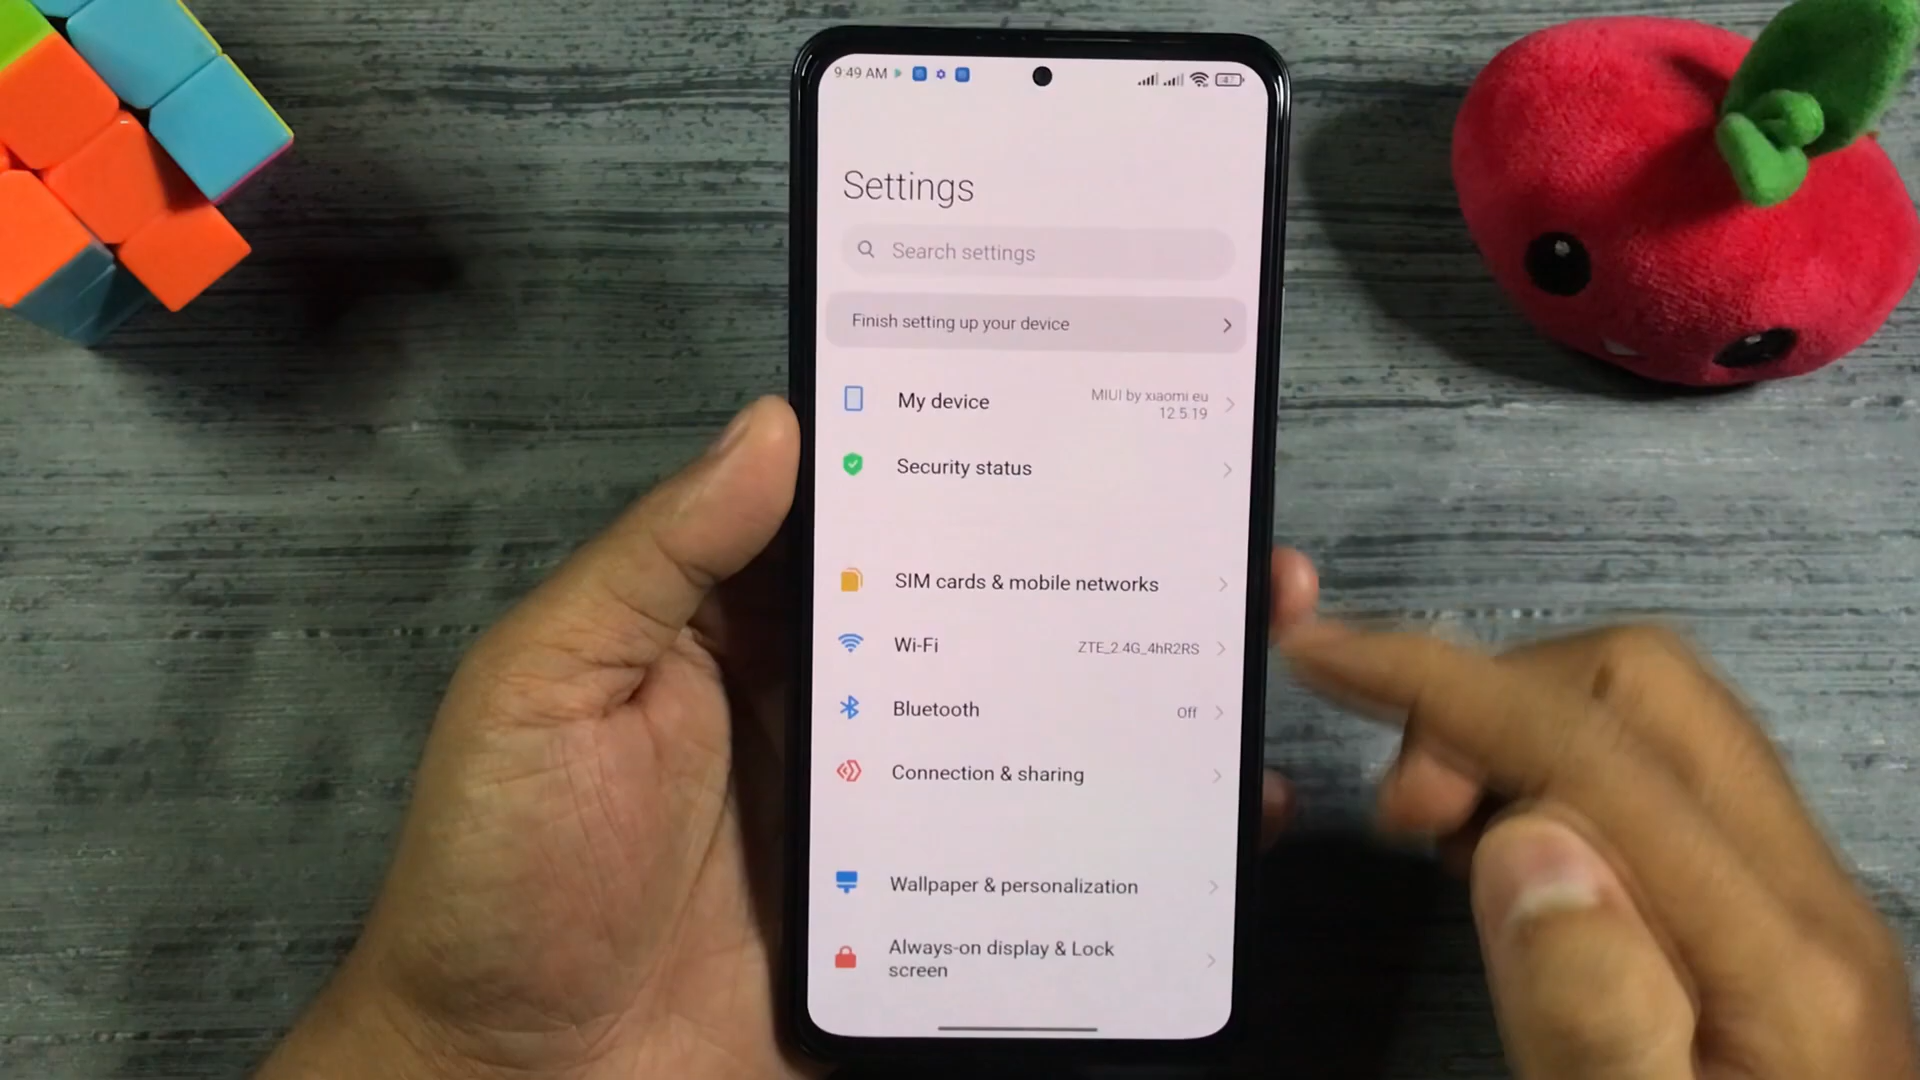 9:49 AM
Settings
Search settings
Finish setting up your device
My device
MIUI by xiaomi eu
12.5.19
Security status
SIM cards & mobile networks
Wi-Fi
ZTE_2.4G_4hR2RS
Bluetooth
Off
Connection & sharing
Wallpaper & personalization
Always-on display & Lock
screen